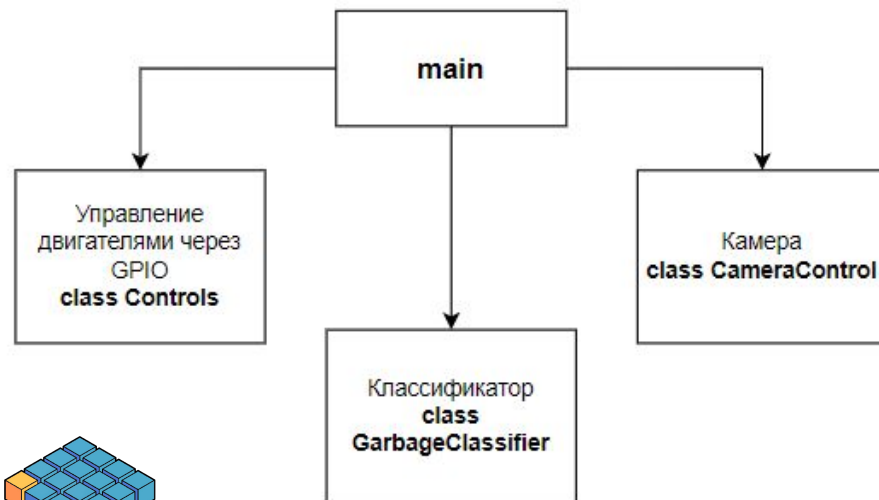 main
Управление
двигателями через
GPIO
class Controls
Камера
class CameraControl
Классификатор
class
GarbageClassifier